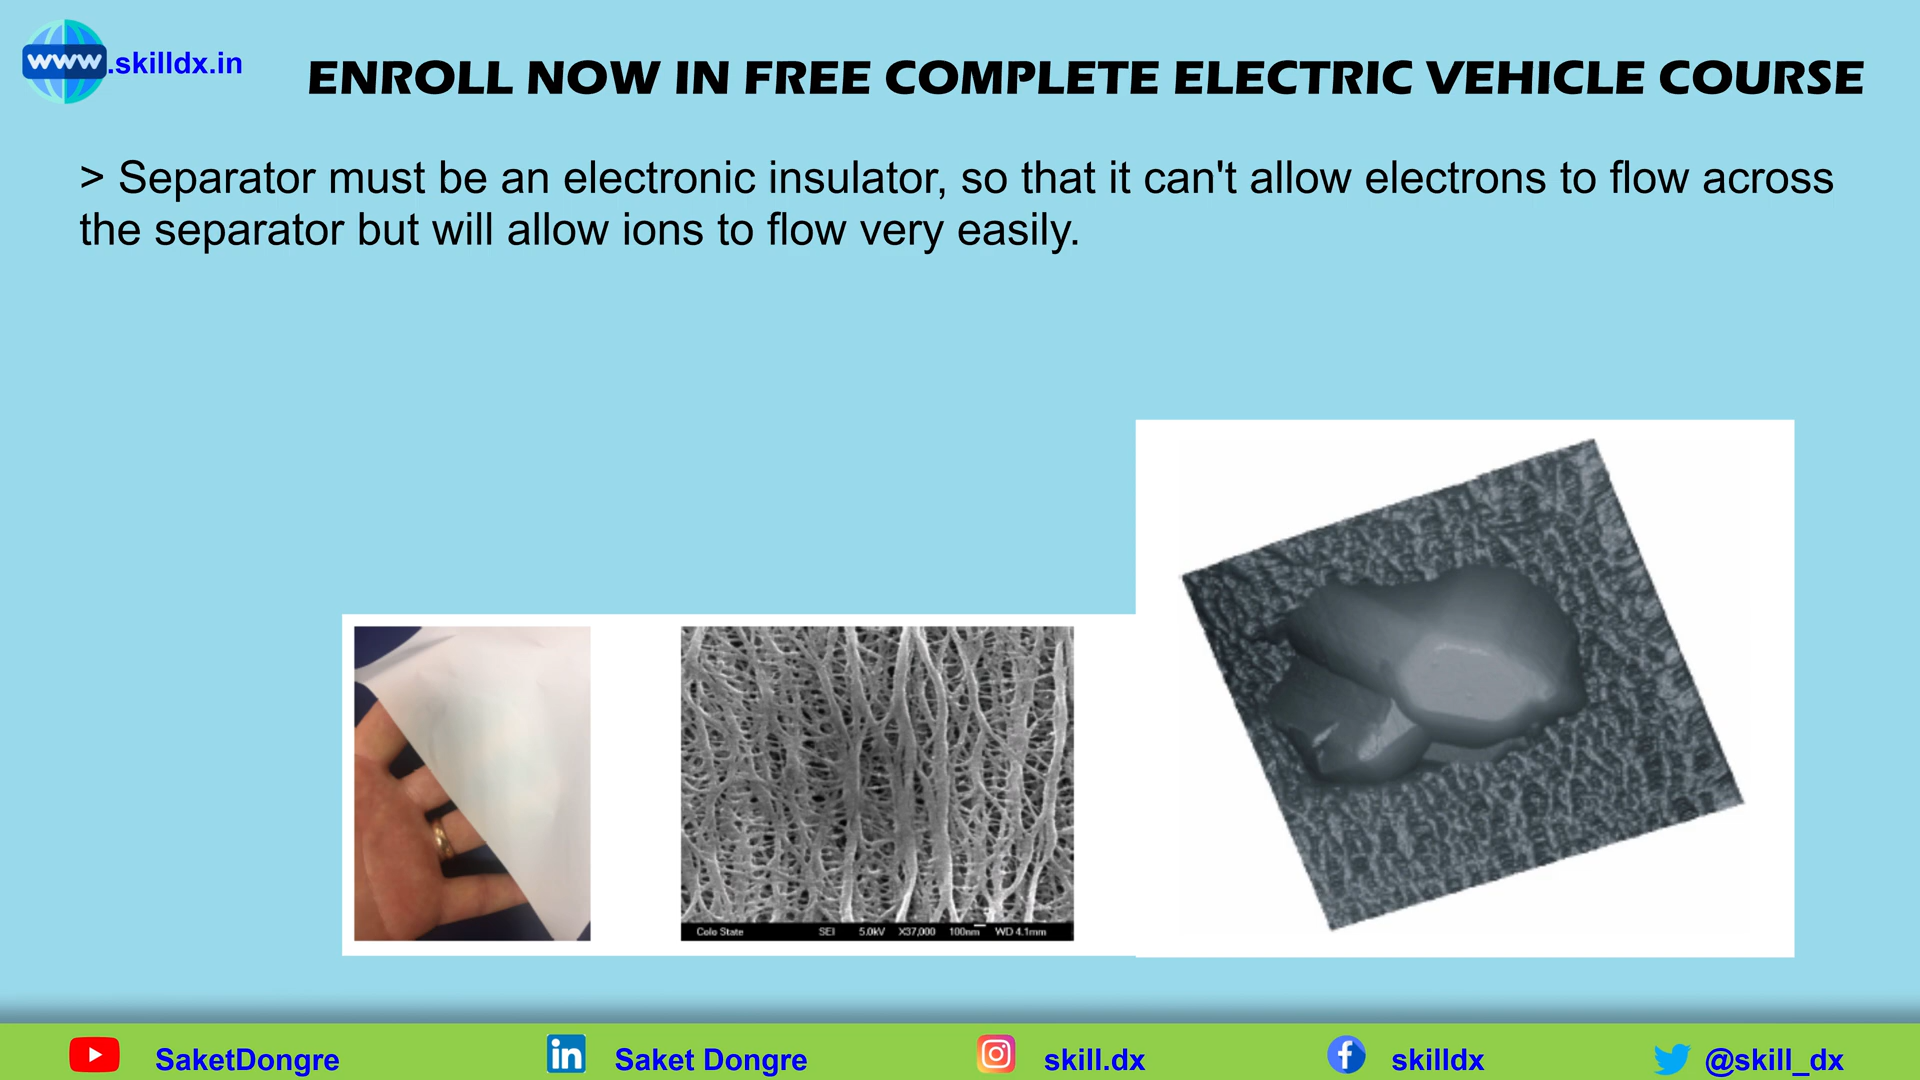 www.skilldx.in
ENROLL NOW IN FREE COMPLETE ELECTRIC VEHICLE COURSE
> Separator must be an electronic insulator, so that it can't allow electrons to flow across
the separator but will allow ions to flow very easily.
Colo State SEI 5.0kV X37,000 100nm WD 4.1mm
SaketDongre
in Saket Dongre
skill.dx
f skilldx
@skill_dx